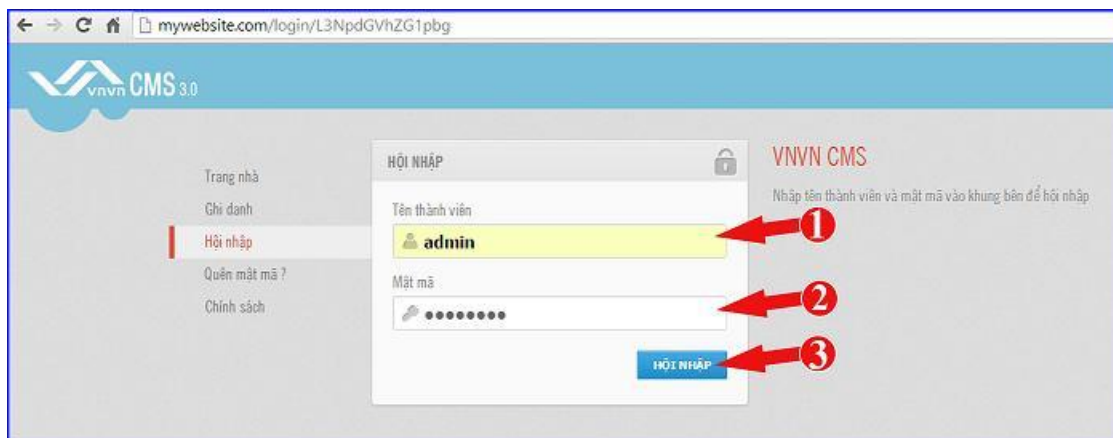 mywebsite.com/login/L3NpdGVhZG1pbg
vnvn CMS 3.0
Trang nhà
Ghi danh
Hội nhập
Quên mật mã ?
Chính sách
HỘI NHẬP
Tên thành viên
admin
Mật mã
HỘI NHẬP
VNVN CMS
Nhập tên thành viên và mật mã vào khung bên để hội nhập
1
2
3